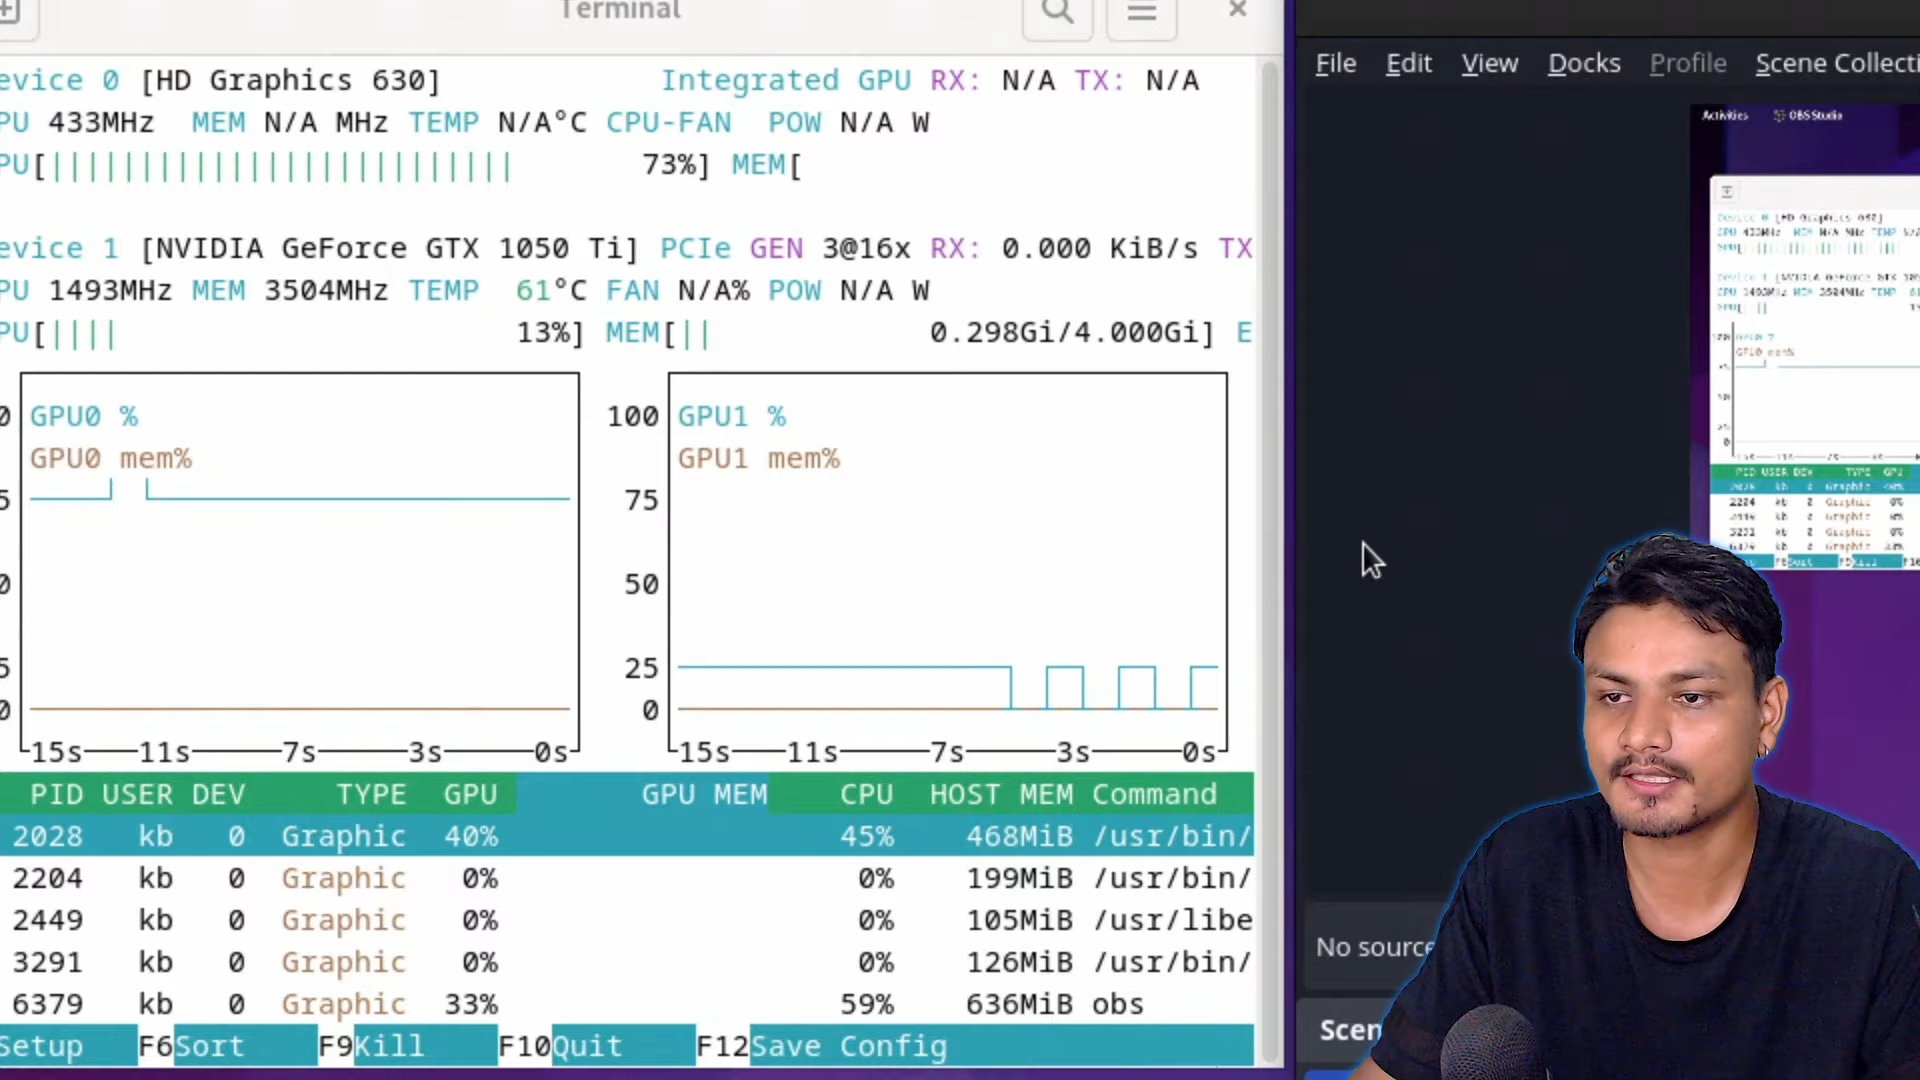 Terminal
evice 0 [HD Graphics 630] Integrated GPU RX: N/A TX: N/A
PU 433MHz MEM N/A MHz TEMP N/A°C CPU-FAN POW N/A W
PU[||||||||||||||||||||||||||     73%] MEM[
evice 1 [NVIDIA GeForce GTX 1050 Ti] PCIe GEN 3@16x RX: 0.000 KiB/s TX
PU 1493MHz MEM 3504MHz TEMP 61°C FAN N/A% POW N/A W
PU[||||     13%] MEM[||     0.298Gi/4.000Gi] E
GPU0 %
GPU0 mem%
15s 11s 7s 3s 0s
100 GPU1 %
GPU1 mem%
75
50
25
0
15s 11s 7s 3s 0s
PID USER DEV TYPE GPU GPU MEM CPU HOST MEM Command
2028 kb 0 Graphic 40% 45% 468MiB /usr/bin/
2204 kb 0 Graphic 0% 0% 199MiB /usr/bin/
2449 kb 0 Graphic 0% 0% 105MiB /usr/libe
3291 kb 0 Graphic 0% 0% 126MiB /usr/bin/
6379 kb 0 Graphic 33% 59% 636MiB obs
Setup F6Sort F9Kill F10Quit F12Save Config
File Edit View Docks Profile Scene Collecti
Activities OBS Studio
No source
Scen